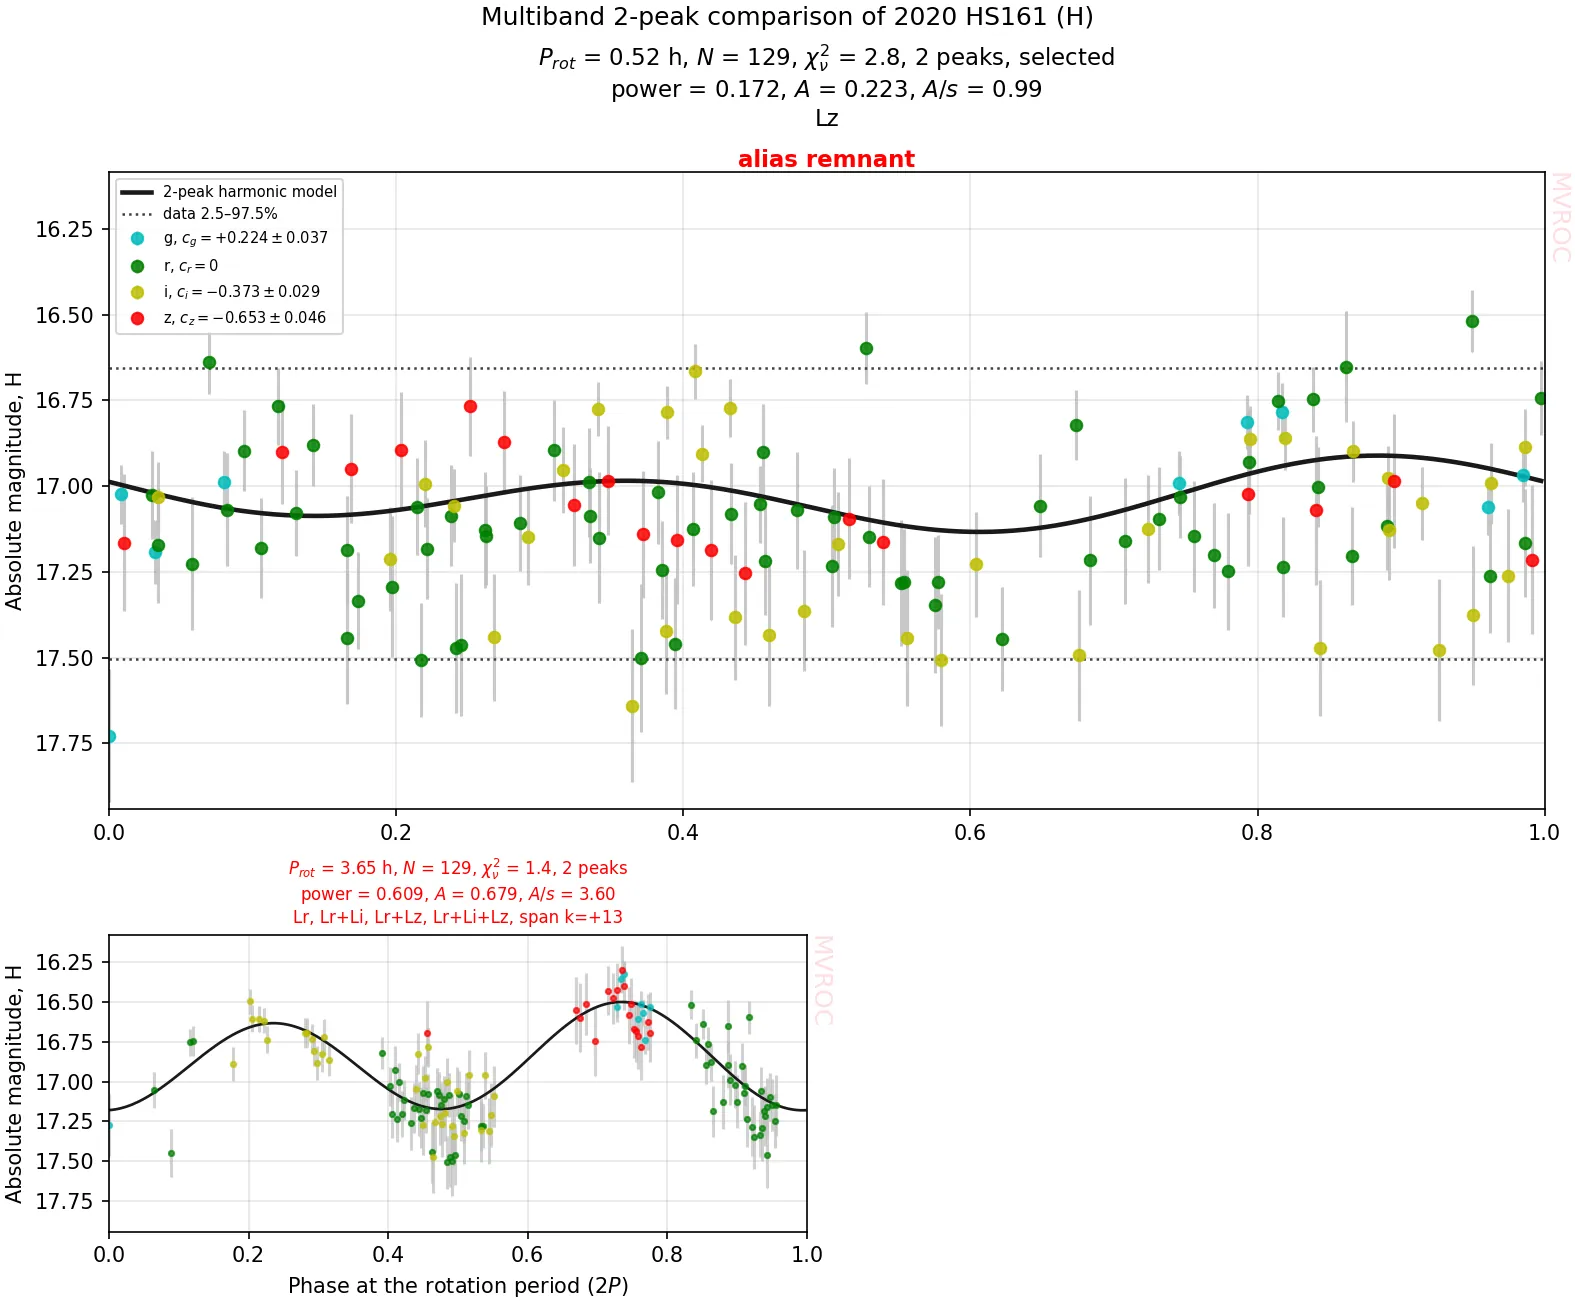 Multiband 2-peak comparison of 2020 HS161 (H)
P_rot = 0.52 h, N = 129, χ²_ν = 2.8, 2 peaks, selected
power = 0.172, A = 0.223, A/s = 0.99
Lz
alias remnant
2-peak harmonic model
data 2.5–97.5%
g, c_g = +0.224 ± 0.037
r, c_r = 0
i, c_i = −0.373 ± 0.029
z, c_z = −0.653 ± 0.046
MVROC
Absolute magnitude, H
16.25
16.50
16.75
17.00
17.25
17.50
17.75
0.0 0.2 0.4 0.6 0.8 1.0
P_rot = 3.65 h, N = 129, χ²_ν = 1.4, 2 peaks
power = 0.609, A = 0.679, A/s = 3.60
Lr, Lr+Li, Lr+Lz, Lr+Li+Lz, span k=+13
MVROC
Absolute magnitude, H
16.25
16.50
16.75
17.00
17.25
17.50
17.75
0.0 0.2 0.4 0.6 0.8 1.0
Phase at the rotation period (2P)